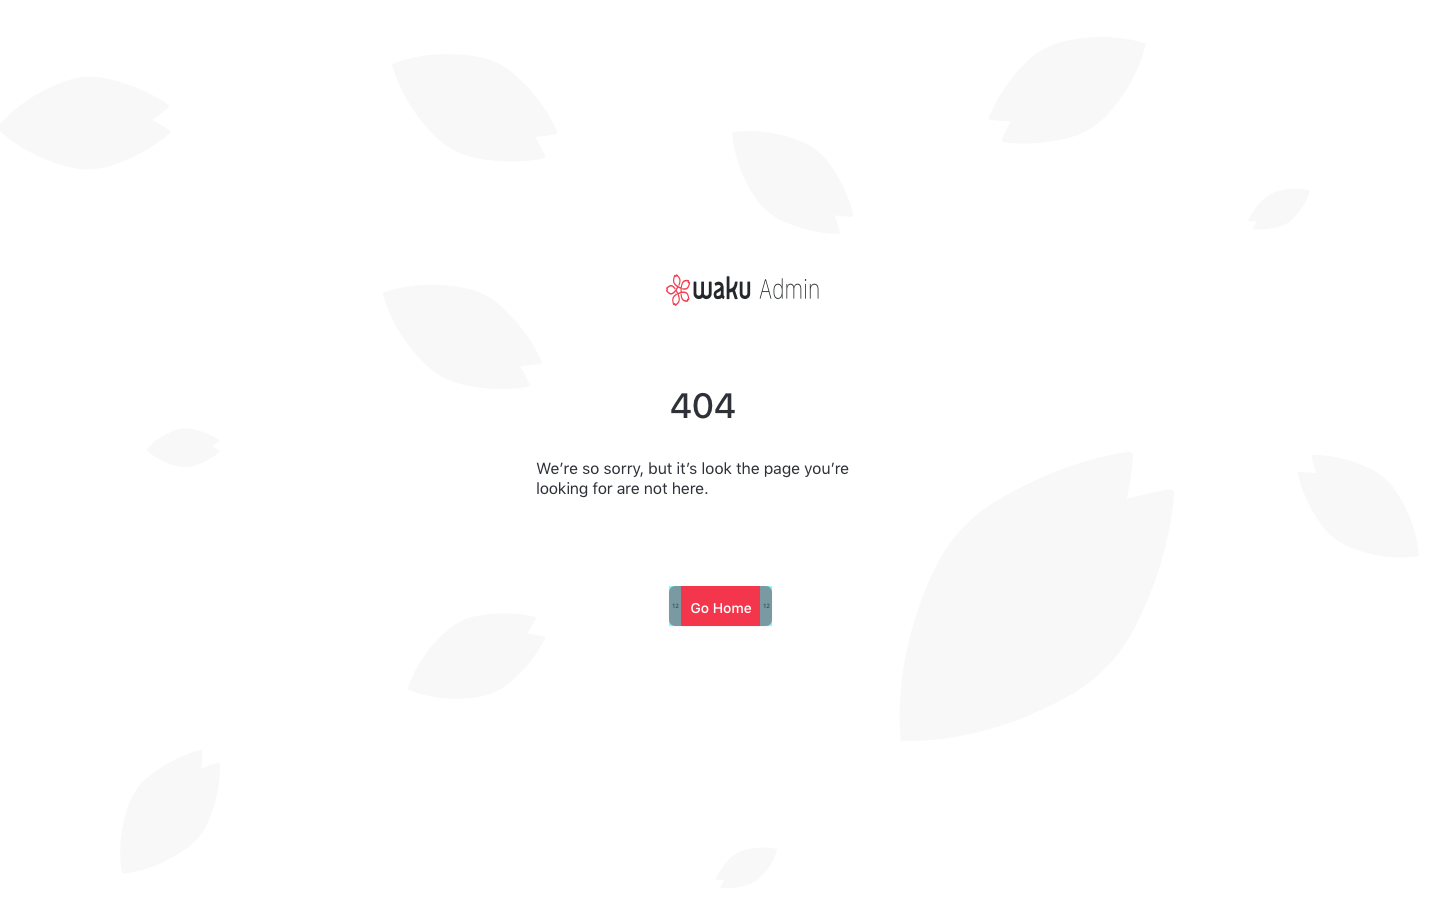 waku Admin
404
We’re so sorry, but it’s look the page you’re
looking for are not here.
12 Go Home 12